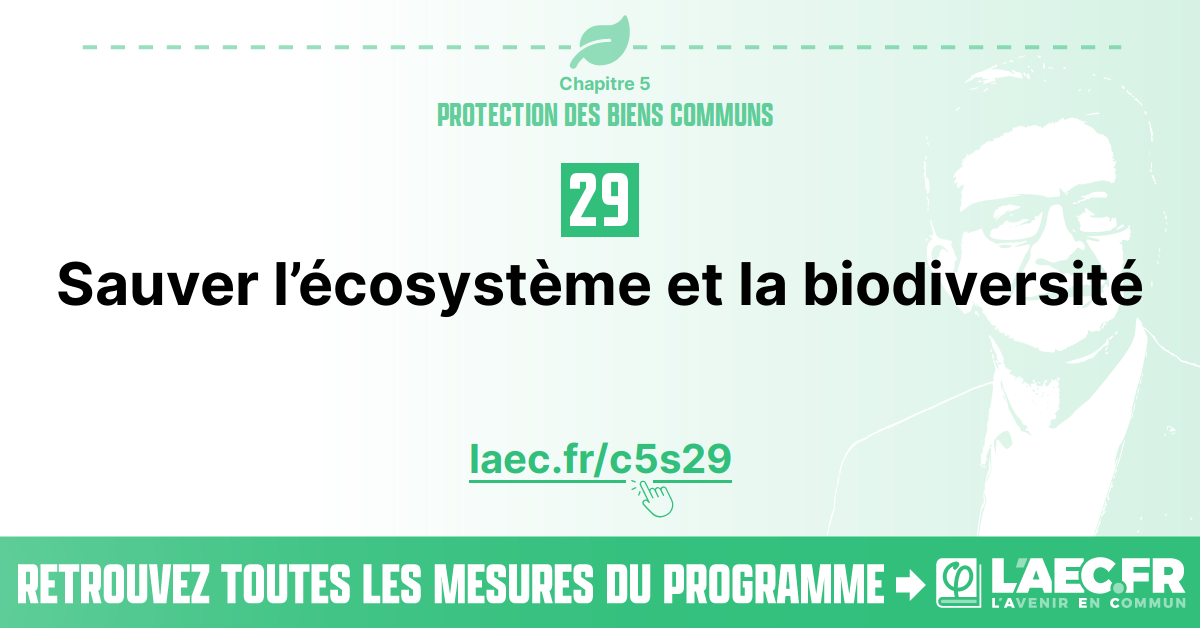 Chapitre 5
PROTECTION DES BIENS COMMUNS
29
Sauver l’écosystème et la biodiversité
laec.fr/c5s29
RETROUVEZ TOUTES LES MESURES DU PROGRAMME
L'AEC.FR
L'AVENIR EN COMMUN